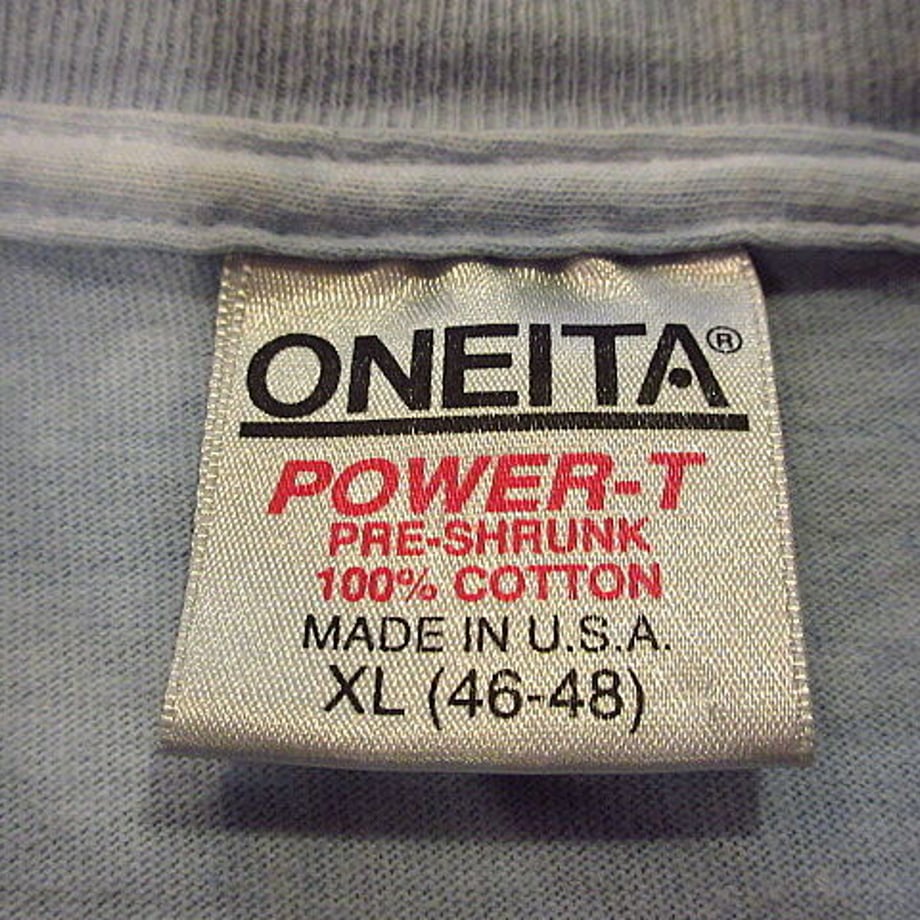 ONEITA®
POWER-T
PRE-SHRUNK
100% COTTON
MADE IN U.S.A.
XL (46-48)